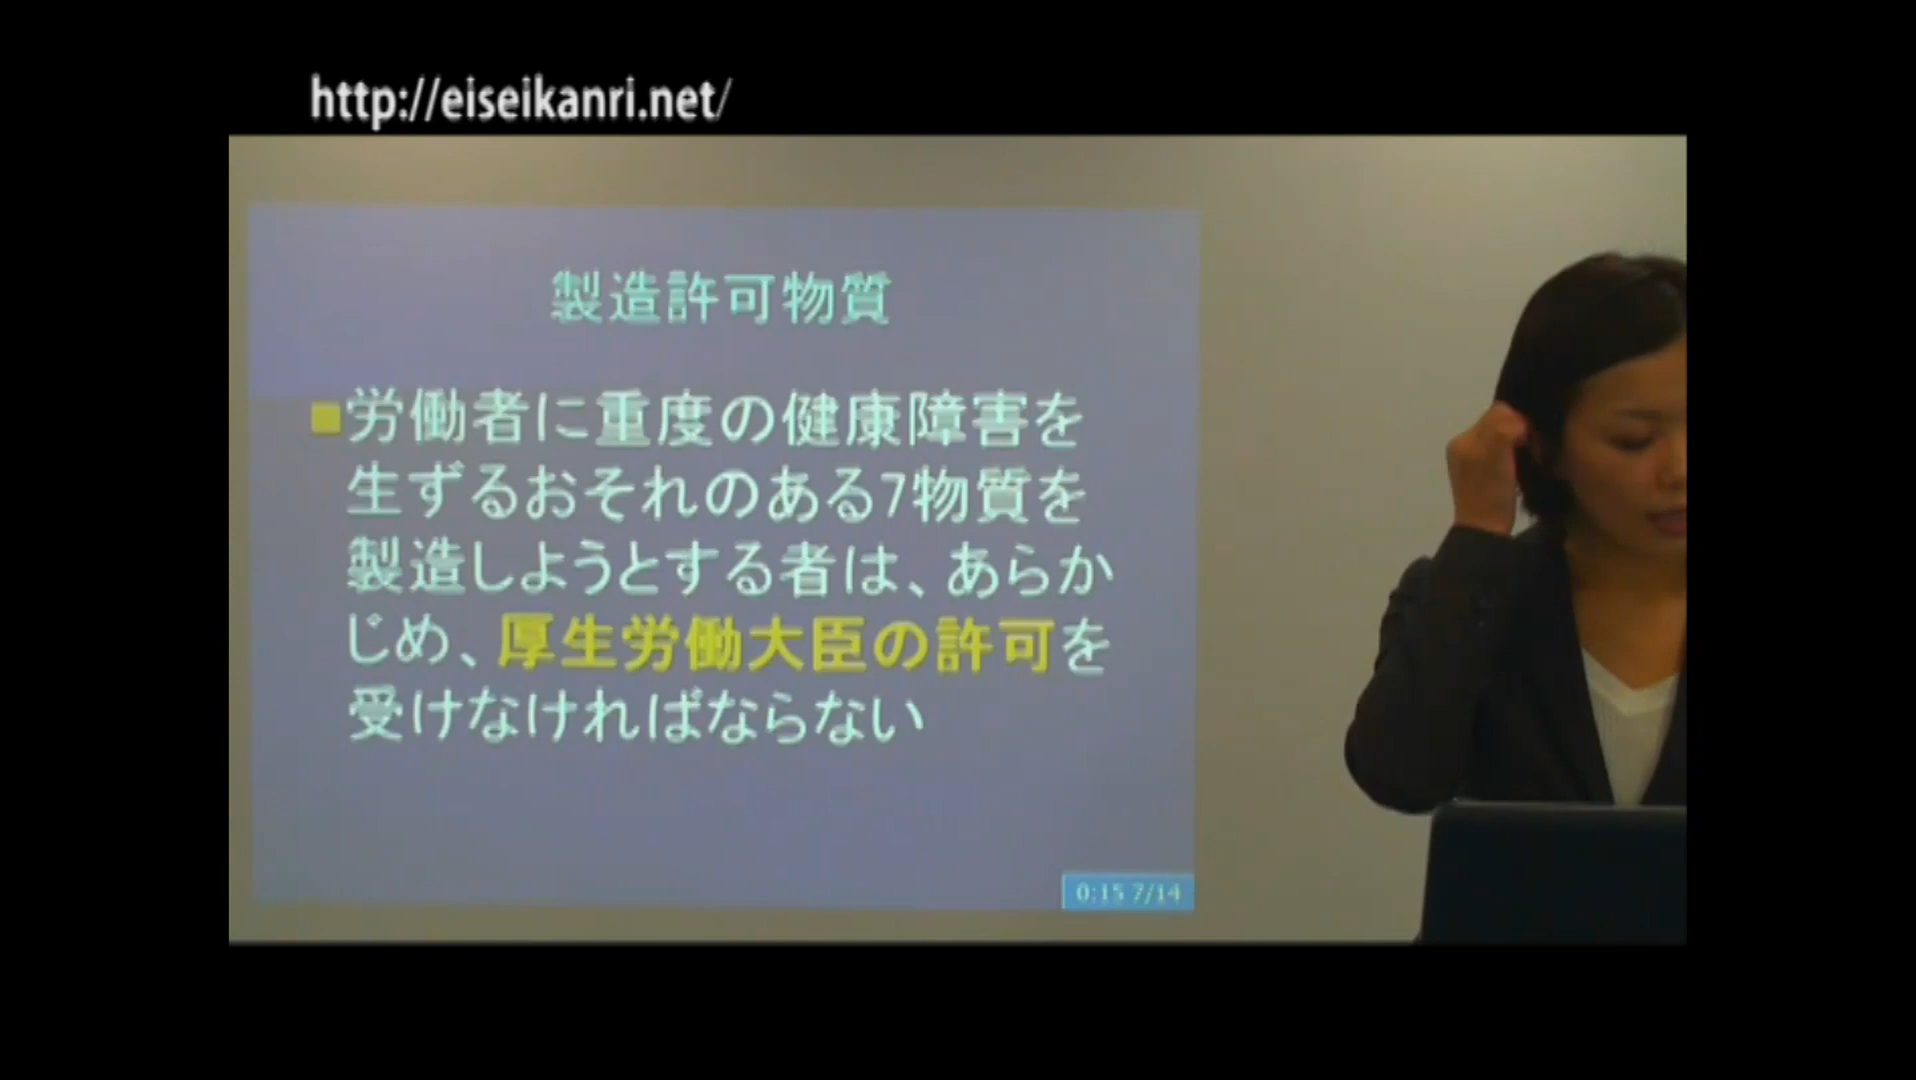 http://eiseikanri.net/
製造許可物質
■労働者に重度の健康障害を
生ずるおそれのある7物質を
製造しようとする者は、あらか
じめ、厚生労働大臣の許可を
受けなければならない
0:15 7/14